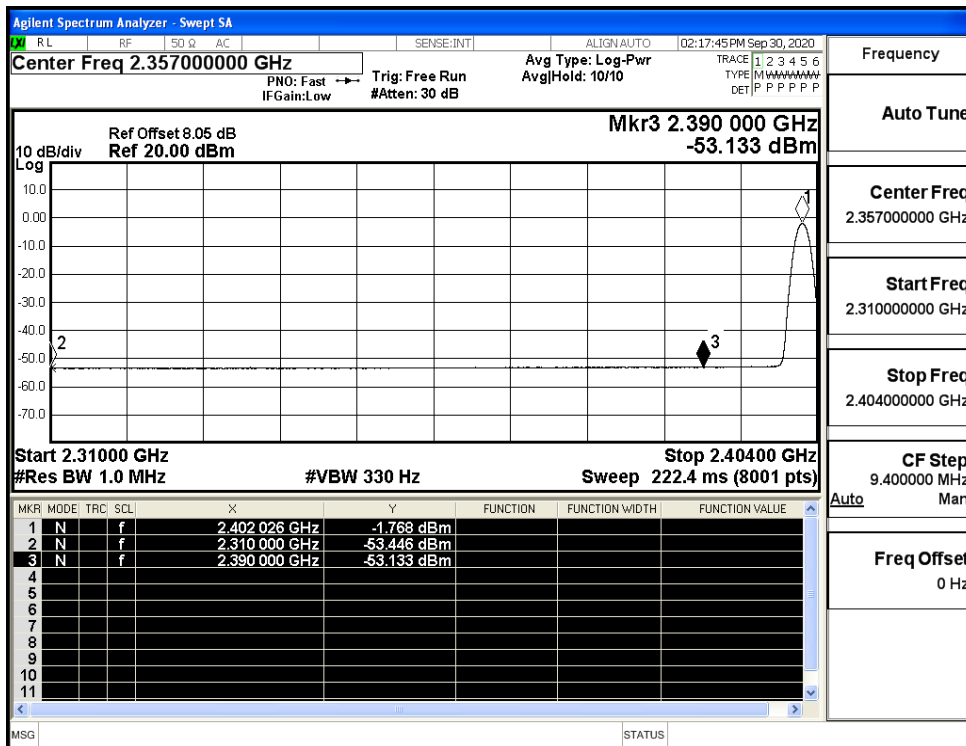 Agilent Spectrum Analyzer - Swept SA
LXI RL RF 50 Ω AC SENSE:INT ALIGN AUTO 02:17:45 PM Sep 30, 2020
Center Freq 2.357000000 GHz
PNO: Fast
IFGain:Low
Trig: Free Run
#Atten: 30 dB
Avg Type: Log-Pwr
Avg|Hold: 10/10
TRACE 1 2 3 4 5 6
TYPE M WWWWW
DET P P P P P P
Frequency
Auto Tune
Center Freq
2.357000000 GHz
Start Freq
2.310000000 GHz
Stop Freq
2.404000000 GHz
CF Step
9.400000 MHz
Auto Man
Freq Offset
0 Hz
Mkr3 2.390 000 GHz
-53.133 dBm
Ref Offset 8.05 dB
10 dB/div Ref 20.00 dBm
Log
10.0
0.00
-10.0
-20.0
-30.0
-40.0
-50.0
-60.0
-70.0
1
2
3
Start 2.31000 GHz Stop 2.40400 GHz
#Res BW 1.0 MHz #VBW 330 Hz Sweep 222.4 ms (8001 pts)
MKR MODE TRC SCL X Y FUNCTION FUNCTION WIDTH FUNCTION VALUE
1 N f 2.402 026 GHz -1.768 dBm
2 N f 2.310 000 GHz -53.446 dBm
3 N f 2.390 000 GHz -53.133 dBm
4
5
6
7
8
9
10
11
MSG STATUS